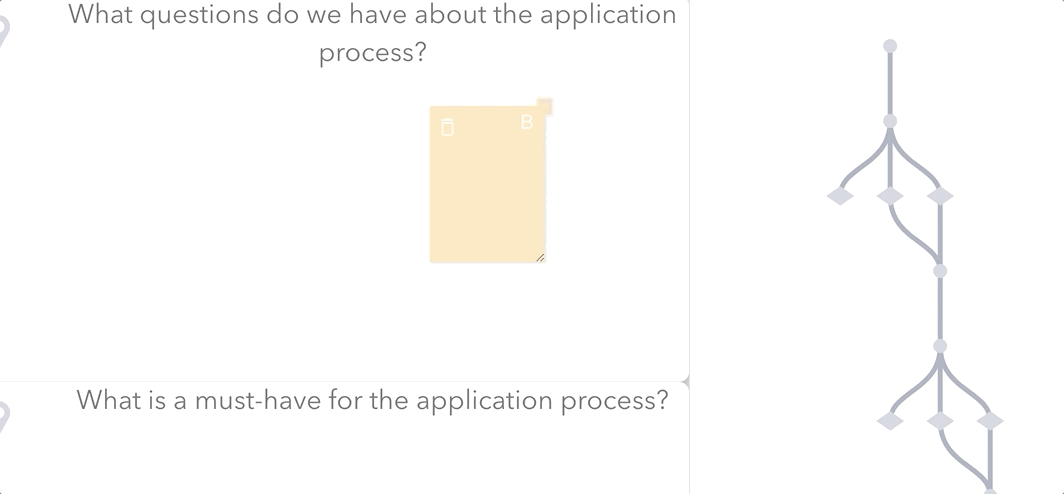 What questions do we have about the application
process?
B
What is a must-have for the application process?